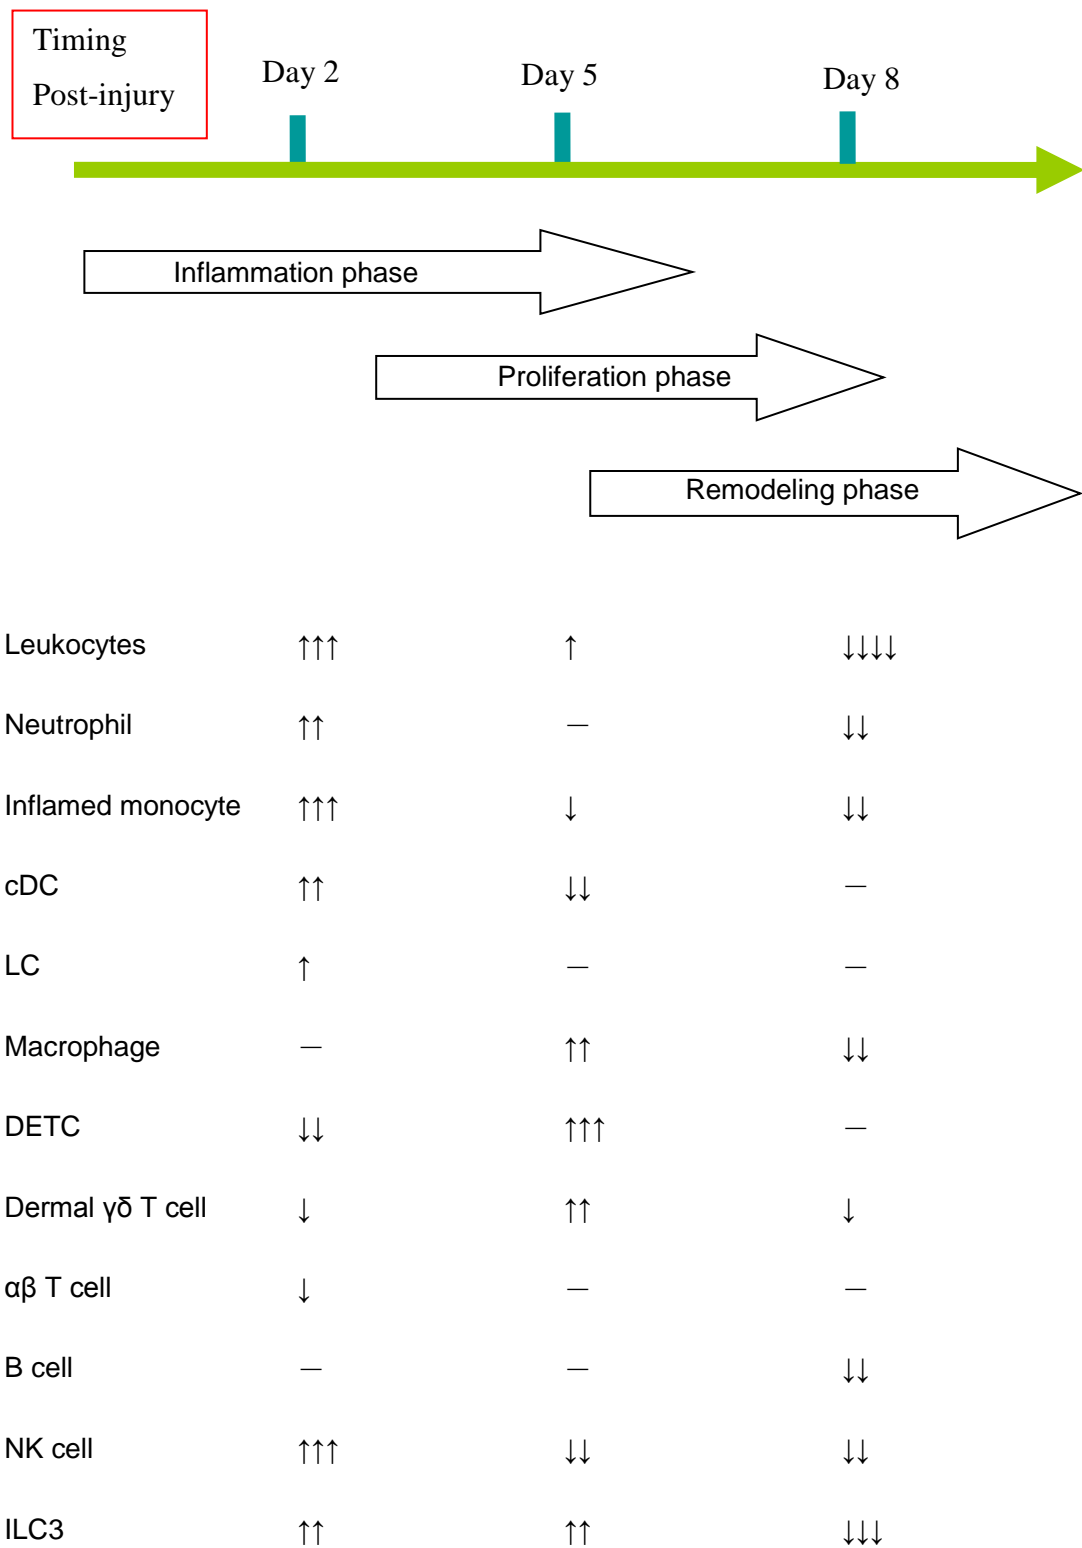 Timing
Post-injury
Day 2
Day 5
Day 8
Inflammation phase
Proliferation phase
Remodeling phase
Leukocytes ↑↑↑ ↑ ↓↓↓↓
Neutrophil ↑↑ — ↓↓
Inflamed monocyte ↑↑↑ ↓ ↓↓
cDC ↑↑ ↓↓ —
LC ↑ — —
Macrophage — ↑↑ ↓↓
DETC ↓↓ ↑↑↑ —
Dermal γδ T cell ↓ ↑↑ ↓
αβ T cell ↓ — —
B cell — — ↓↓
NK cell ↑↑↑ ↓↓ ↓↓
ILC3 ↑↑ ↑↑ ↓↓↓